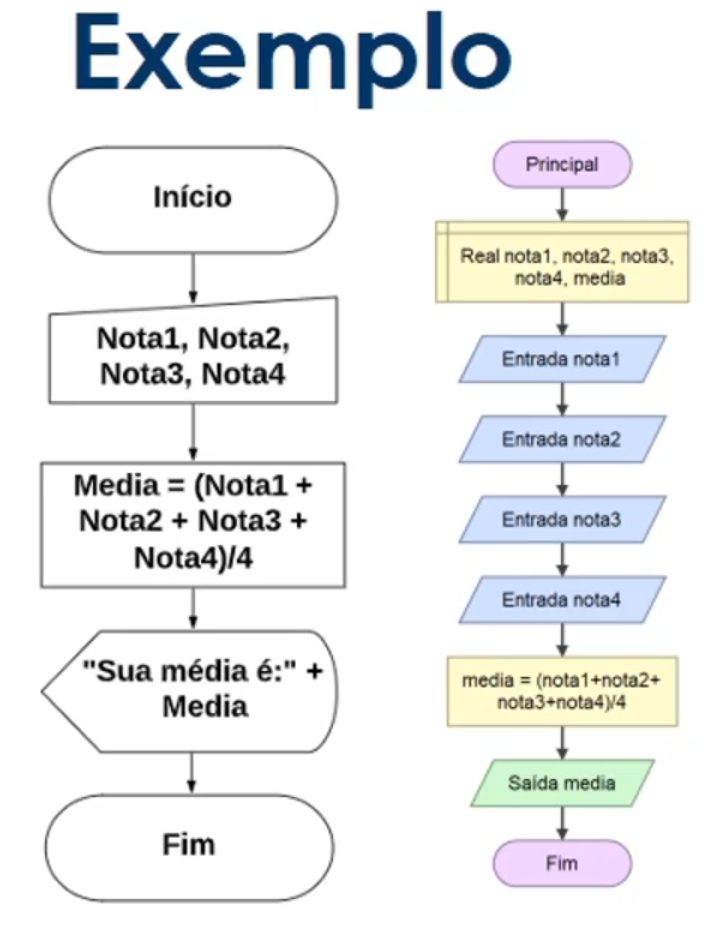 Exemplo
Início
Nota1, Nota2,
Nota3, Nota4
Media = (Nota1 +
Nota2 + Nota3 +
Nota4)/4
"Sua média é:" +
Media
Fim
Principal
Real nota1, nota2, nota3,
nota4, media
Entrada nota1
Entrada nota2
Entrada nota3
Entrada nota4
media = (nota1+nota2+
nota3+nota4)/4
Saída media
Fim